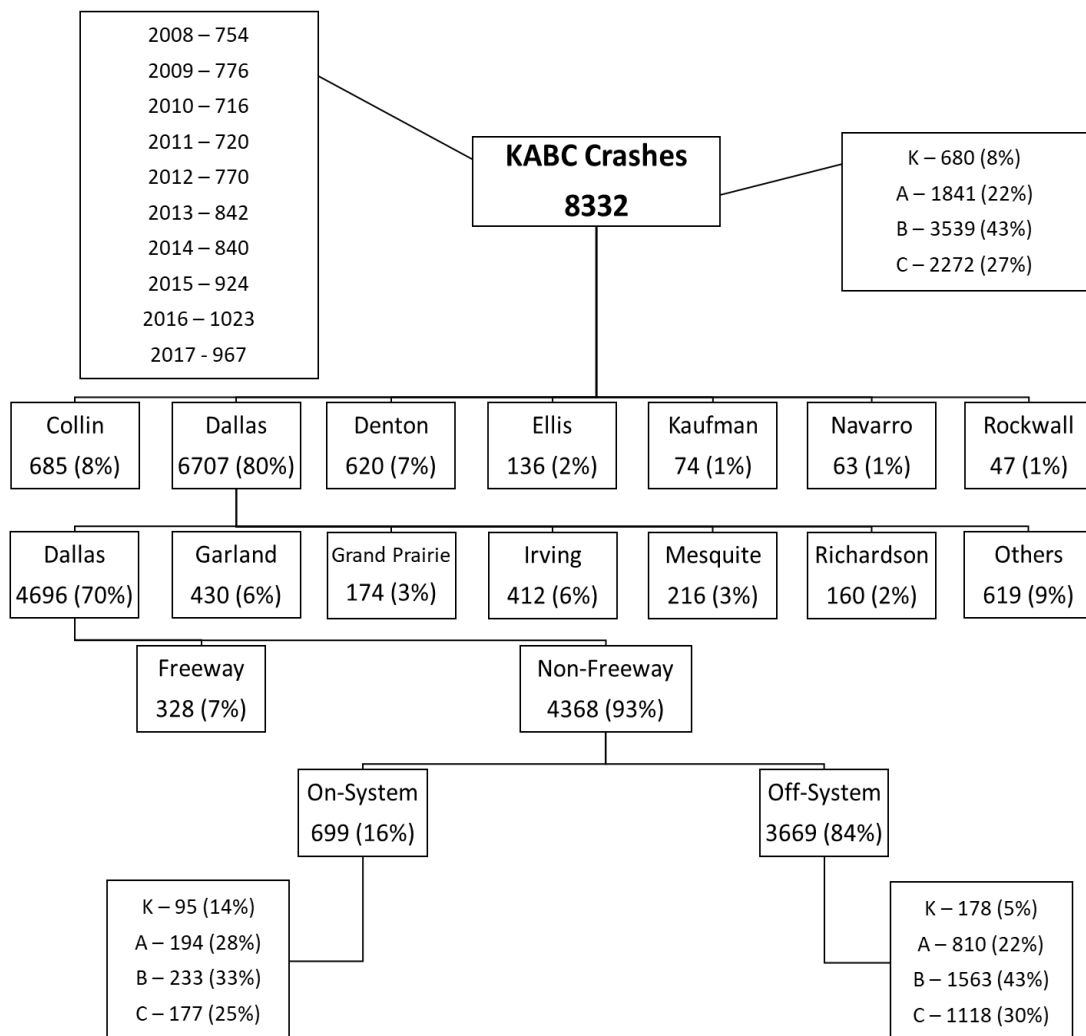 2008 – 754
2009 – 776
2010 – 716
2011 – 720
2012 – 770
2013 – 842
2014 – 840
2015 – 924
2016 – 1023
2017 - 967
KABC Crashes
8332
K – 680 (8%)
A – 1841 (22%)
B – 3539 (43%)
C – 2272 (27%)
Collin
685 (8%)
Dallas
6707 (80%)
Denton
620 (7%)
Ellis
136 (2%)
Kaufman
74 (1%)
Navarro
63 (1%)
Rockwall
47 (1%)
Dallas
4696 (70%)
Garland
430 (6%)
Grand Prairie
174 (3%)
Irving
412 (6%)
Mesquite
216 (3%)
Richardson
160 (2%)
Others
619 (9%)
Freeway
328 (7%)
Non-Freeway
4368 (93%)
On-System
699 (16%)
Off-System
3669 (84%)
K – 95 (14%)
A – 194 (28%)
B – 233 (33%)
C – 177 (25%)
K – 178 (5%)
A – 810 (22%)
B – 1563 (43%)
C – 1118 (30%)